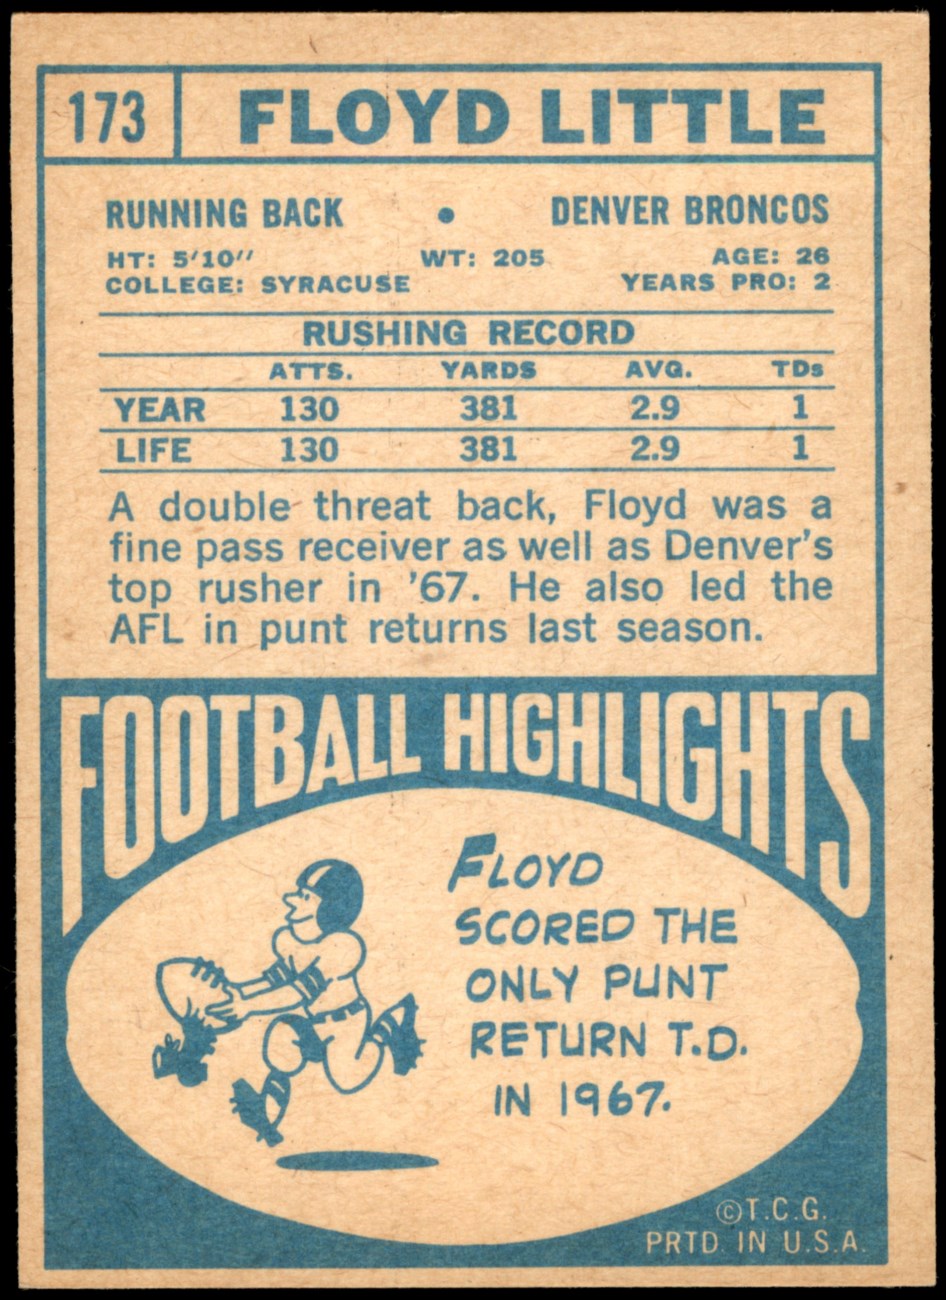 173 FLOYD LITTLE
RUNNING BACK • DENVER BRONCOS
HT: 5'10" WT: 205 AGE: 26
COLLEGE: SYRACUSE YEARS PRO: 2
RUSHING RECORD
ATTS. YARDS AVG. TDs
YEAR 130 381 2.9 1
LIFE 130 381 2.9 1
A double threat back, Floyd was a
fine pass receiver as well as Denver's
top rusher in '67. He also led the
AFL in punt returns last season.
FOOTBALL HIGHLIGHTS
FLOYD
SCORED THE
ONLY PUNT
RETURN T.D.
IN 1967.
©T.C.G.
PRTD. IN U.S.A.